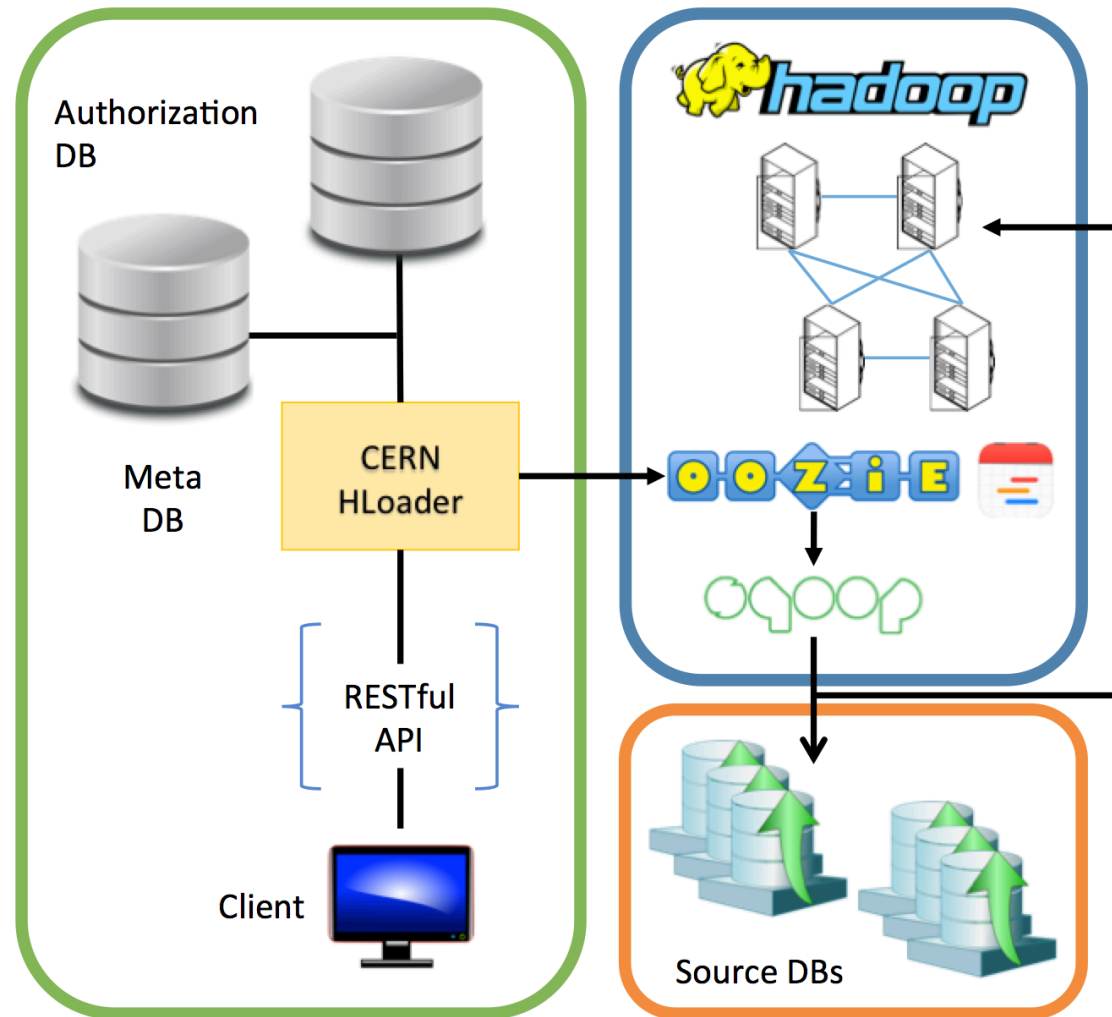 Authorization
DB
Meta
DB
CERN
HLoader
RESTful
API
Client
hadoop
OOZiE
sqoop
Source DBs